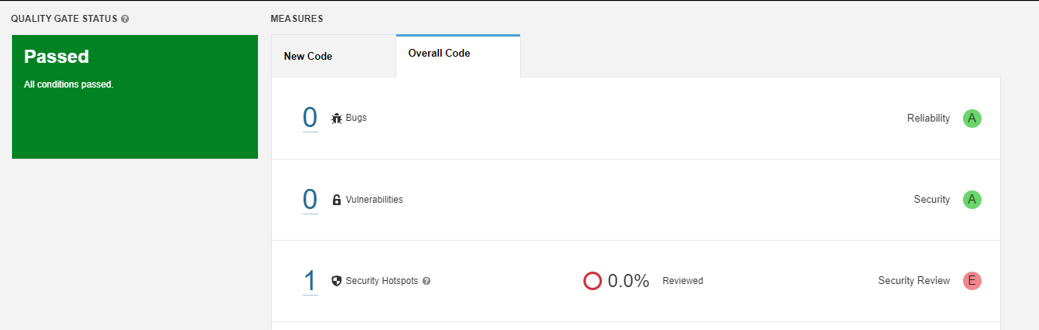 QUALITY GATE STATUS
MEASURES
Passed
All conditions passed.
New Code
Overall Code
0 Bugs Reliability A
0 Vulnerabilities Security A
1 Security Hotspots ? 0.0% Reviewed Security Review E